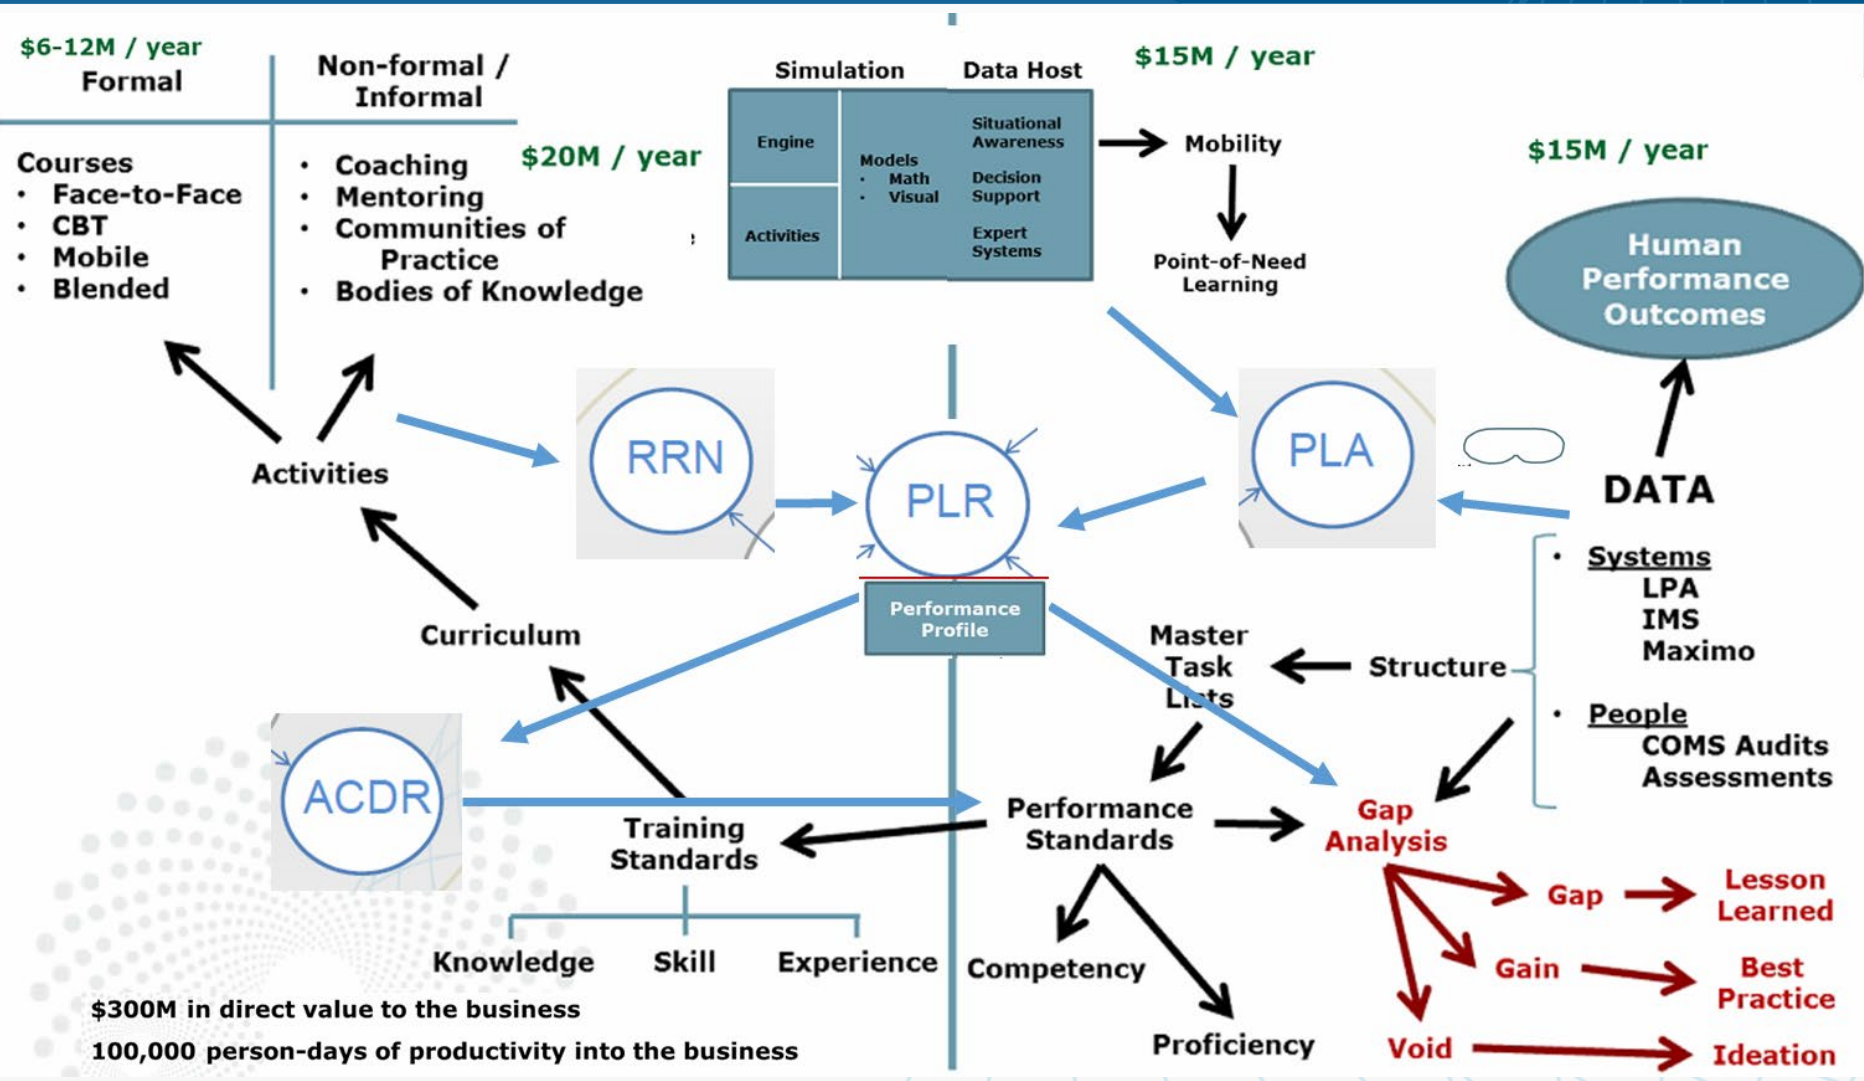 $6-12M / year
Formal
Non-formal /
Informal
Courses
• Face-to-Face
• CBT
• Mobile
• Blended
• Coaching
• Mentoring
• Communities of
Practice
• Bodies of Knowledge
$20M / year
Simulation
Data Host
Engine
Activities
Models
• Math
• Visual
Situational
Awareness
Decision
Support
Expert
Systems
$15M / year
Mobility
Point-of-Need
Learning
$15M / year
Human
Performance
Outcomes
Activities
RRN
PLR
PLA
DATA
• Systems
LPA
IMS
Maximo
• People
COMS Audits
Assessments
Curriculum
Performance
Profile
Master
Task
Lists
Structure
ACDR
Training
Standards
Performance
Standards
Gap
Analysis
Knowledge
Skill
Experience
Competency
Proficiency
Gap
Lesson
Learned
Gain
Best
Practice
Void
Ideation
$300M in direct value to the business
100,000 person-days of productivity into the business